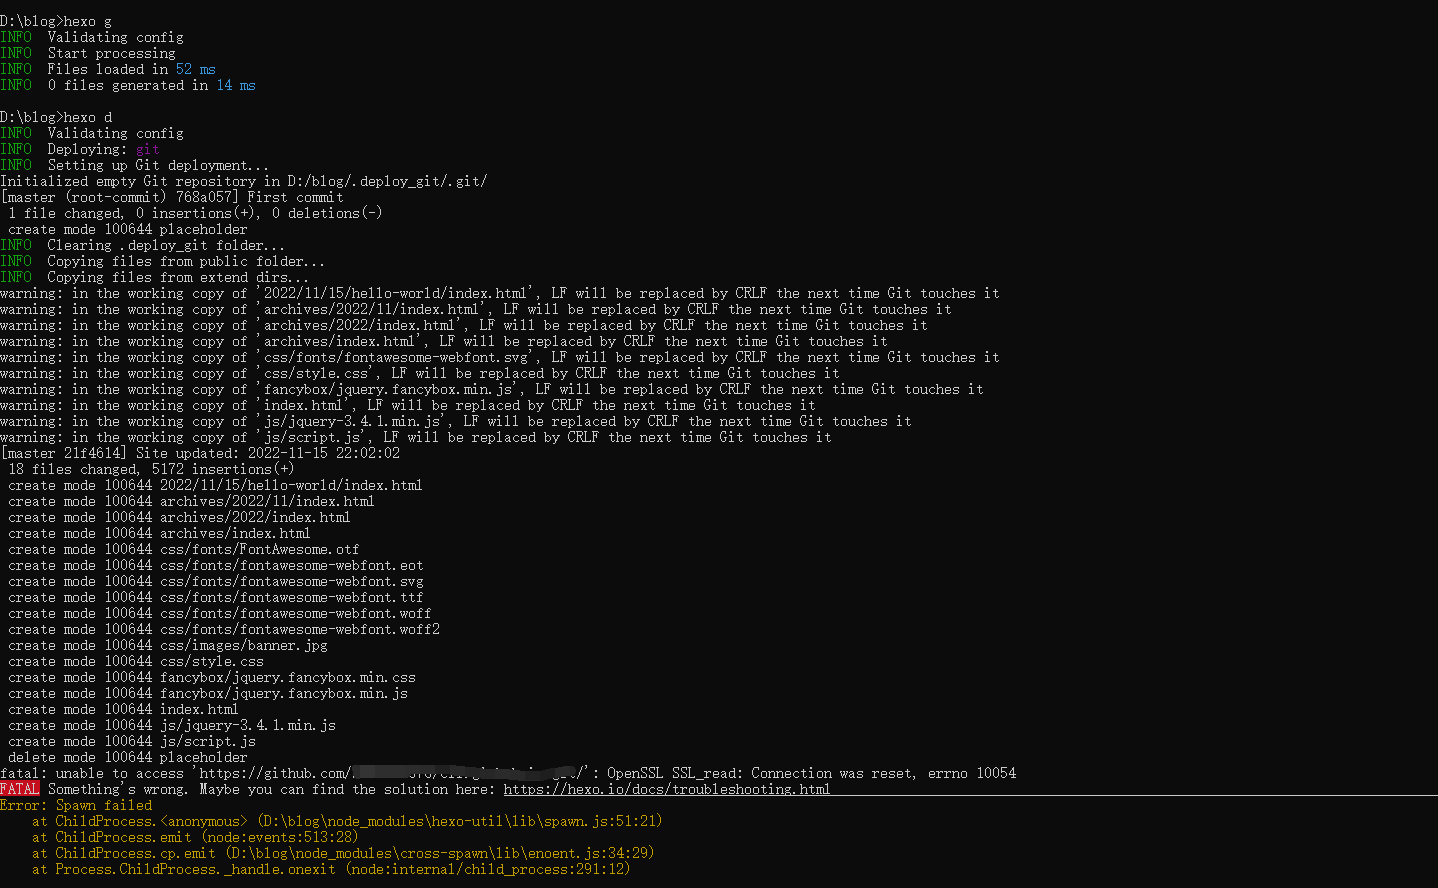 D:\blog>hexo g
INFO  Validating config
INFO  Start processing
INFO  Files loaded in 52 ms
INFO  0 files generated in 14 ms
D:\blog>hexo d
INFO  Validating config
INFO  Deploying: git
INFO  Setting up Git deployment...
Initialized empty Git repository in D:/blog/.deploy_git/.git/
[master (root-commit) 768a057] First commit
 1 file changed, 0 insertions(+), 0 deletions(-)
 create mode 100644 placeholder
INFO  Clearing .deploy_git folder...
INFO  Copying files from public folder...
INFO  Copying files from extend dirs...
warning: in the working copy of '2022/11/15/hello-world/index.html', LF will be replaced by CRLF the next time Git touches it
warning: in the working copy of 'archives/2022/11/index.html', LF will be replaced by CRLF the next time Git touches it
warning: in the working copy of 'archives/2022/index.html', LF will be replaced by CRLF the next time Git touches it
warning: in the working copy of 'archives/index.html', LF will be replaced by CRLF the next time Git touches it
warning: in the working copy of 'css/fonts/fontawesome-webfont.svg', LF will be replaced by CRLF the next time Git touches it
warning: in the working copy of 'css/style.css', LF will be replaced by CRLF the next time Git touches it
warning: in the working copy of 'fancybox/jquery.fancybox.min.js', LF will be replaced by CRLF the next time Git touches it
warning: in the working copy of 'index.html', LF will be replaced by CRLF the next time Git touches it
warning: in the working copy of 'js/jquery-3.4.1.min.js', LF will be replaced by CRLF the next time Git touches it
warning: in the working copy of 'js/script.js', LF will be replaced by CRLF the next time Git touches it
[master 21f4614] Site updated: 2022-11-15 22:02:02
 18 files changed, 5172 insertions(+)
 create mode 100644 2022/11/15/hello-world/index.html
 create mode 100644 archives/2022/11/index.html
 create mode 100644 archives/2022/index.html
 create mode 100644 archives/index.html
 create mode 100644 css/fonts/FontAwesome.otf
 create mode 100644 css/fonts/fontawesome-webfont.eot
 create mode 100644 css/fonts/fontawesome-webfont.svg
 create mode 100644 css/fonts/fontawesome-webfont.ttf
 create mode 100644 css/fonts/fontawesome-webfont.woff
 create mode 100644 css/fonts/fontawesome-webfont.woff2
 create mode 100644 css/images/banner.jpg
 create mode 100644 css/style.css
 create mode 100644 fancybox/jquery.fancybox.min.css
 create mode 100644 fancybox/jquery.fancybox.min.js
 create mode 100644 index.html
 create mode 100644 js/jquery-3.4.1.min.js
 create mode 100644 js/script.js
 delete mode 100644 placeholder
fatal: unable to access 'https://github.com/ /': OpenSSL SSL_read: Connection was reset, errno 10054
FATAL Something's wrong. Maybe you can find the solution here: https://hexo.io/docs/troubleshooting.html
Error: Spawn failed
    at ChildProcess.<anonymous> (D:\blog\node_modules\hexo-util\lib\spawn.js:51:21)
    at ChildProcess.emit (node:events:513:28)
    at ChildProcess.cp.emit (D:\blog\node_modules\cross-spawn\lib\enoent.js:34:29)
    at Process.ChildProcess._handle.onexit (node:internal/child_process:291:12)